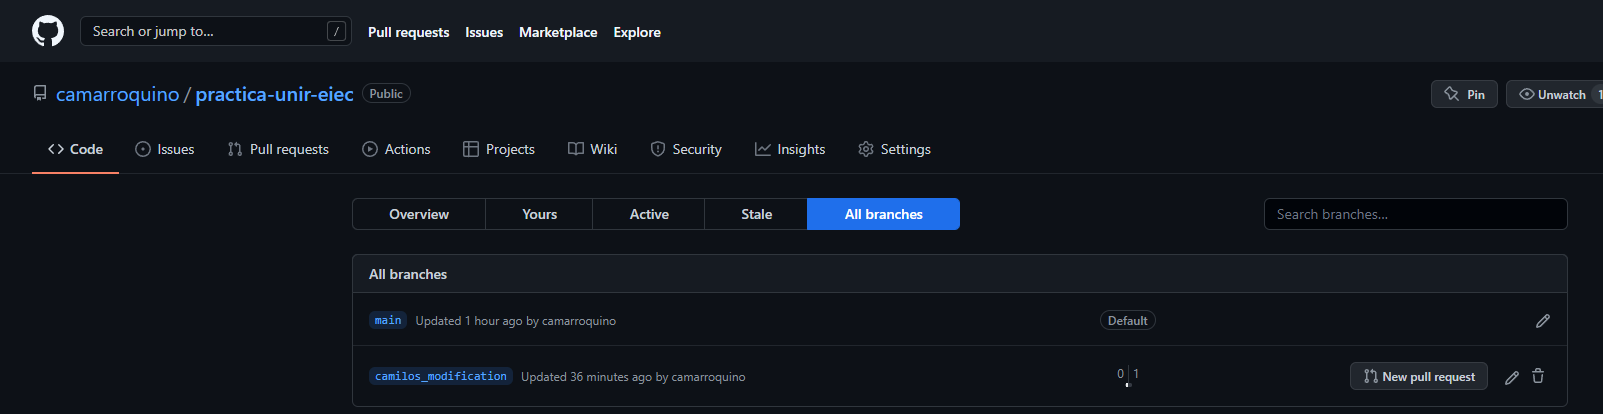 Search or jump to... / Pull requests Issues Marketplace Explore
camarroquino / practica-unir-eiec Public Pin Unwatch 1
Code Issues Pull requests Actions Projects Wiki Security Insights Settings
Overview Yours Active Stale All branches Search branches...
All branches
main Updated 1 hour ago by camarroquino Default
camilos_modification Updated 36 minutes ago by camarroquino 0 1 New pull request